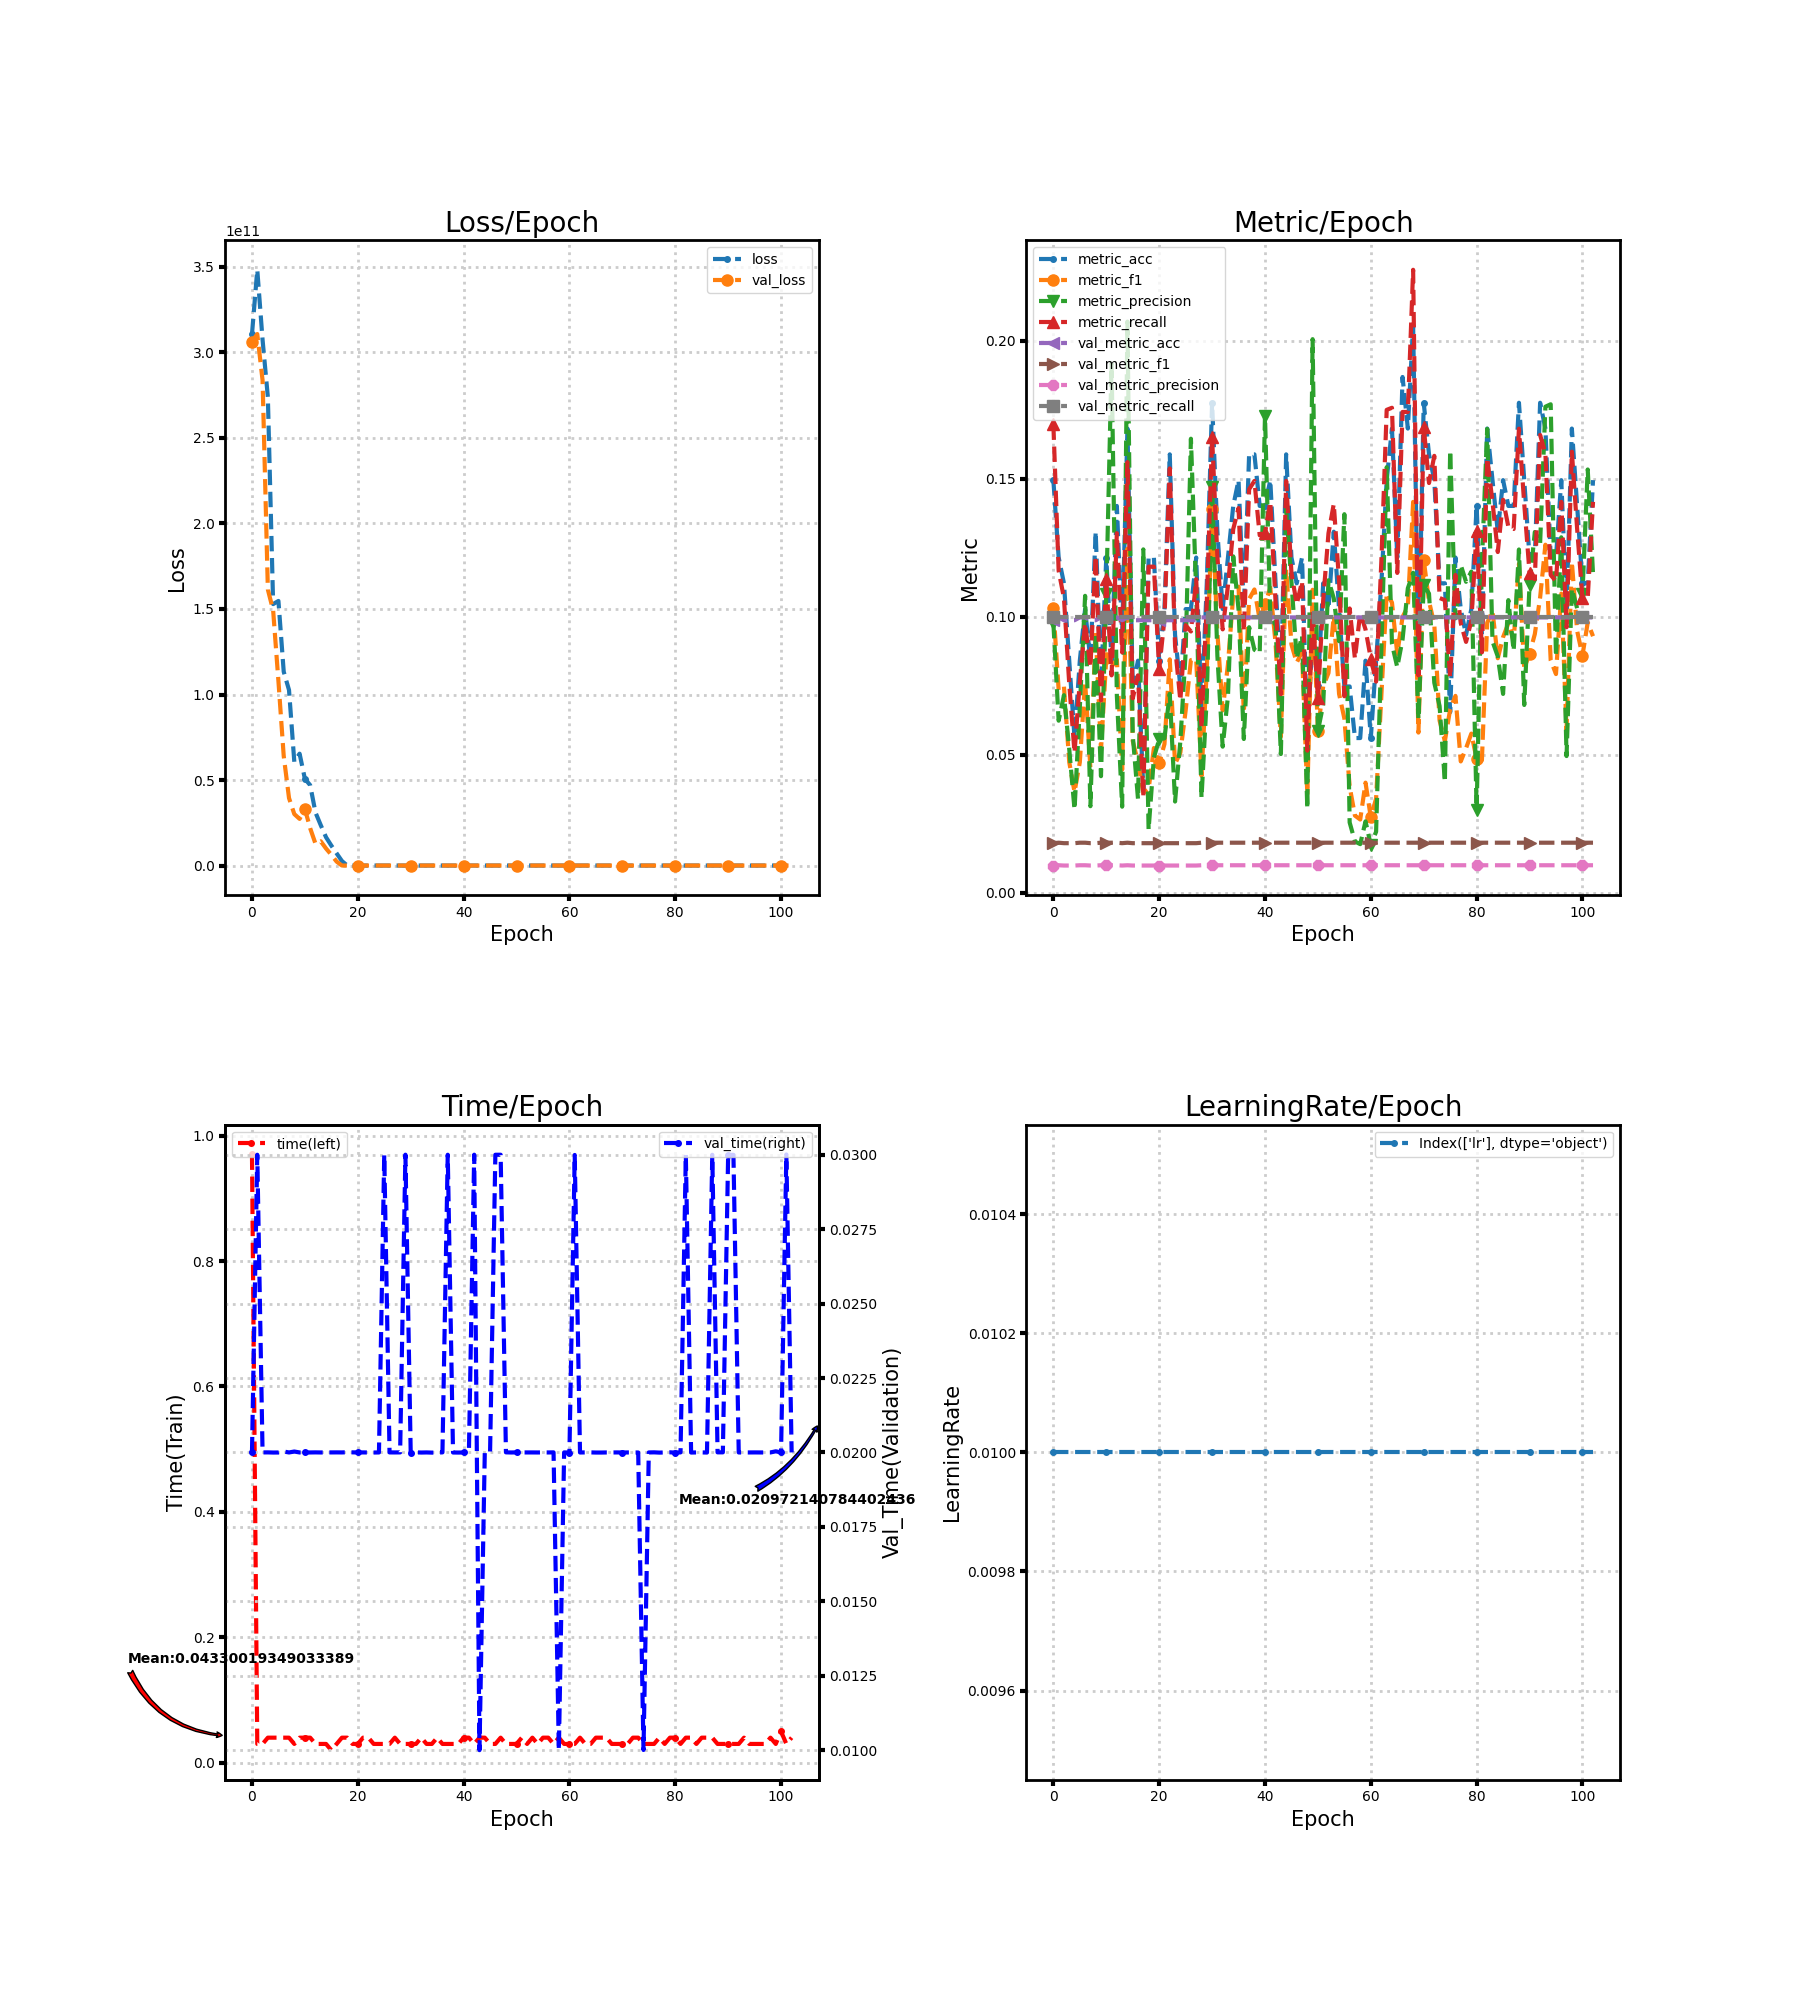 Loss/Epoch
1e11
3.5
3.0
2.5
2.0
1.5
1.0
0.5
0.0
Loss
loss
val_loss
0 20 40 60 80 100
Epoch
Metric/Epoch
0.20
0.15
0.10
0.05
0.00
Metric
metric_acc
metric_f1
metric_precision
metric_recall
val_metric_acc
val_metric_f1
val_metric_precision
val_metric_recall
0 20 40 60 80 100
Epoch
Time/Epoch
1.0
0.8
0.6
0.4
0.2
0.0
Time(Train)
time(left)
val_time(right)
0.0300
0.0275
0.0250
0.0225
0.0200
0.0175
0.0150
0.0125
0.0100
Val_Time(Validation)
Mean:0.020972140784402436
Mean:0.04330019349033389
0 20 40 60 80 100
Epoch
LearningRate/Epoch
0.0104
0.0102
0.0100
0.0098
0.0096
LearningRate
Index(['lr'], dtype='object')
0 20 40 60 80 100
Epoch